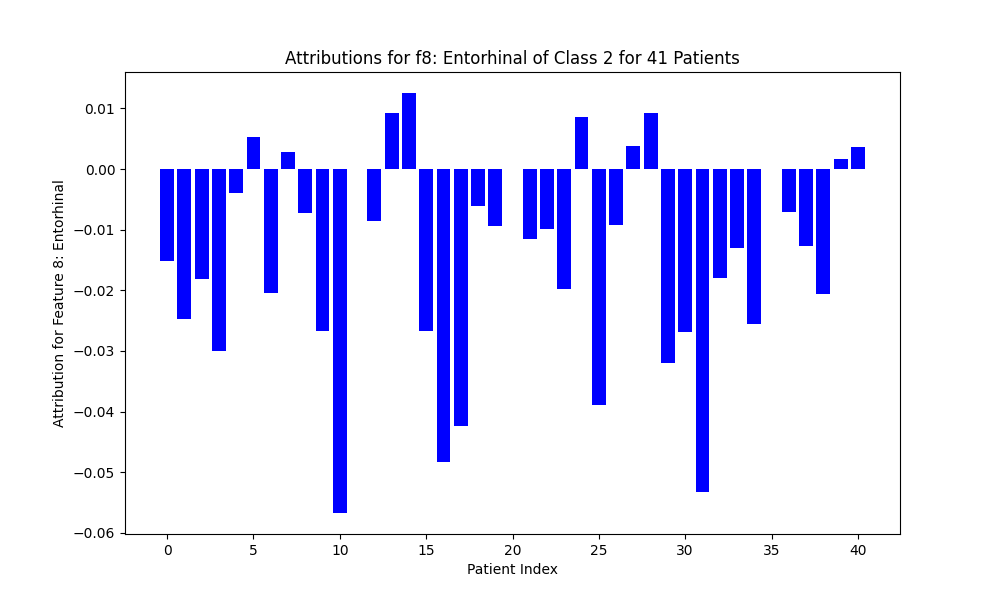 Attributions for f8: Entorhinal of Class 2 for 41 Patients
Attribution for Feature 8: Entorhinal
0.01
0.00
−0.01
−0.02
−0.03
−0.04
−0.05
−0.06
0 5 10 15 20 25 30 35 40
Patient Index